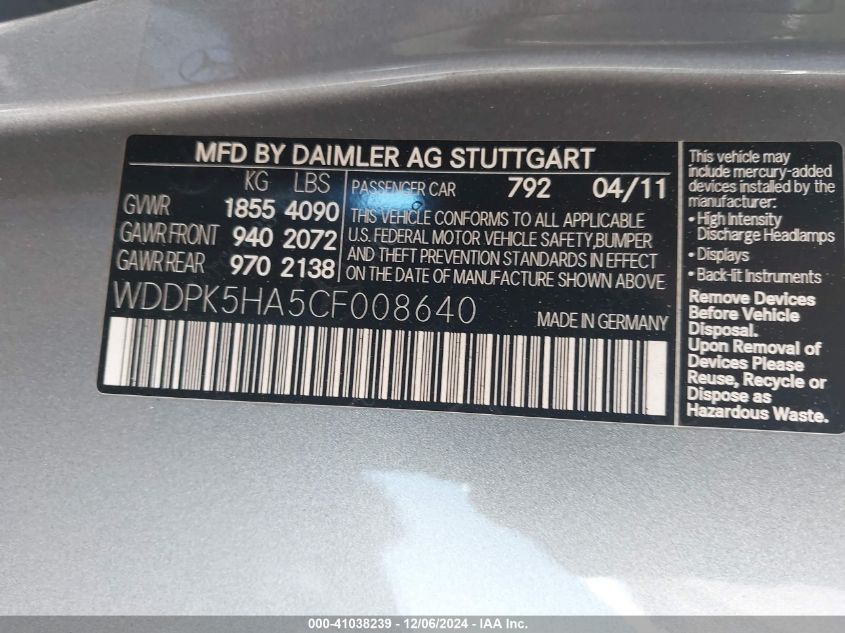 MFD BY DAIMLER AG STUTTGART
KG LBS
GVWR 1855 4090
GAWR FRONT 940 2072
GAWR REAR 970 2138
PASSENGER CAR 792 04/11
THIS VEHICLE CONFORMS TO ALL APPLICABLE
U.S. FEDERAL MOTOR VEHICLE SAFETY,BUMPER
AND THEFT PREVENTION STANDARDS IN EFFECT
ON THE DATE OF MANUFACTURE SHOWN ABOVE
WDDPK5HA5CF008640
MADE IN GERMANY
This vehicle may
include mercury-added
devices installed by the
manufacturer:
• High Intensity
Discharge Headlamps
• Displays
• Back-lit Instruments
Remove Devices
Before Vehicle
Disposal.
Upon Removal of
Devices Please
Reuse, Recycle or
Dispose as
Hazardous Waste.
000-41038239 - 12/06/2024 - IAA Inc.